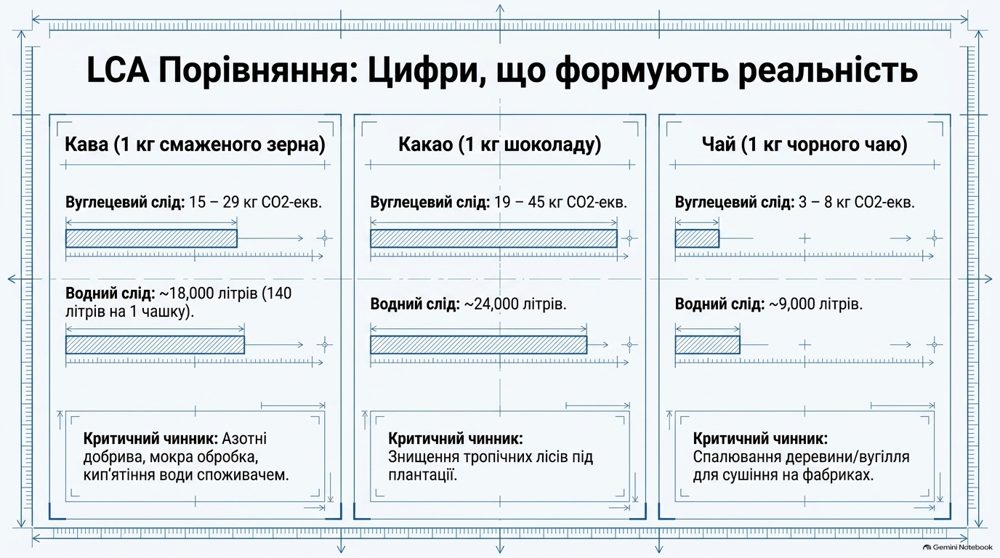 LCA Порівняння: Цифри, що формують реальність
Кава (1 кг смаженого зерна)
Вуглецевий слід: 15 – 29 кг CO2-екв.
Водний слід: ~18,000 літрів (140
літрів на 1 чашку).
Критичний чинник: Азотні
добрива, мокра обробка,
кип'ятіння води споживачем.
Какао (1 кг шоколаду)
Вуглецевий слід: 19 – 45 кг CO2-екв.
Водний слід: ~24,000 літрів.
Критичний чинник:
Знищення тропічних лісів під
плантації.
Чай (1 кг чорного чаю)
Вуглецевий слід: 3 – 8 кг CO2-екв.
Водний слід: ~9,000 літрів.
Критичний чинник:
Спалювання деревини/вугілля
для сушіння на фабриках.
Gemini Notebook